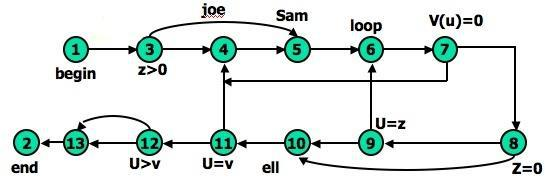 joe
Sam
loop
V(u)=0
1
3
4
5
6
7
begin
z>0
U=z
2
13
12
11
10
9
8
end
U>v
U=v
ell
Z=0